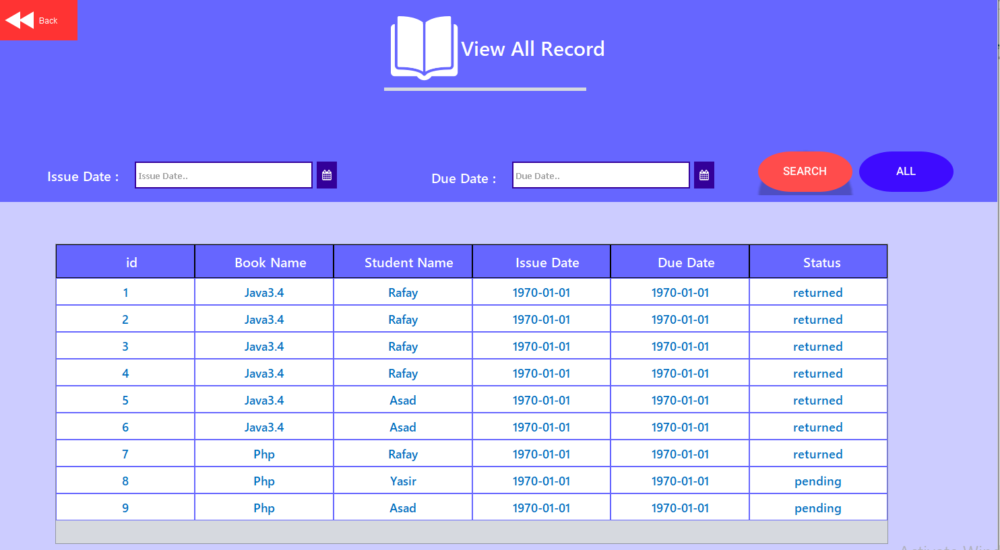 Back
View All Record
Issue Date : Issue Date.. Due Date : Due Date.. SEARCH ALL
id Book Name Student Name Issue Date Due Date Status
1 Java3.4 Rafay 1970-01-01 1970-01-01 returned
2 Java3.4 Rafay 1970-01-01 1970-01-01 returned
3 Java3.4 Rafay 1970-01-01 1970-01-01 returned
4 Java3.4 Rafay 1970-01-01 1970-01-01 returned
5 Java3.4 Asad 1970-01-01 1970-01-01 returned
6 Java3.4 Asad 1970-01-01 1970-01-01 returned
7 Php Rafay 1970-01-01 1970-01-01 returned
8 Php Yasir 1970-01-01 1970-01-01 pending
9 Php Asad 1970-01-01 1970-01-01 pending